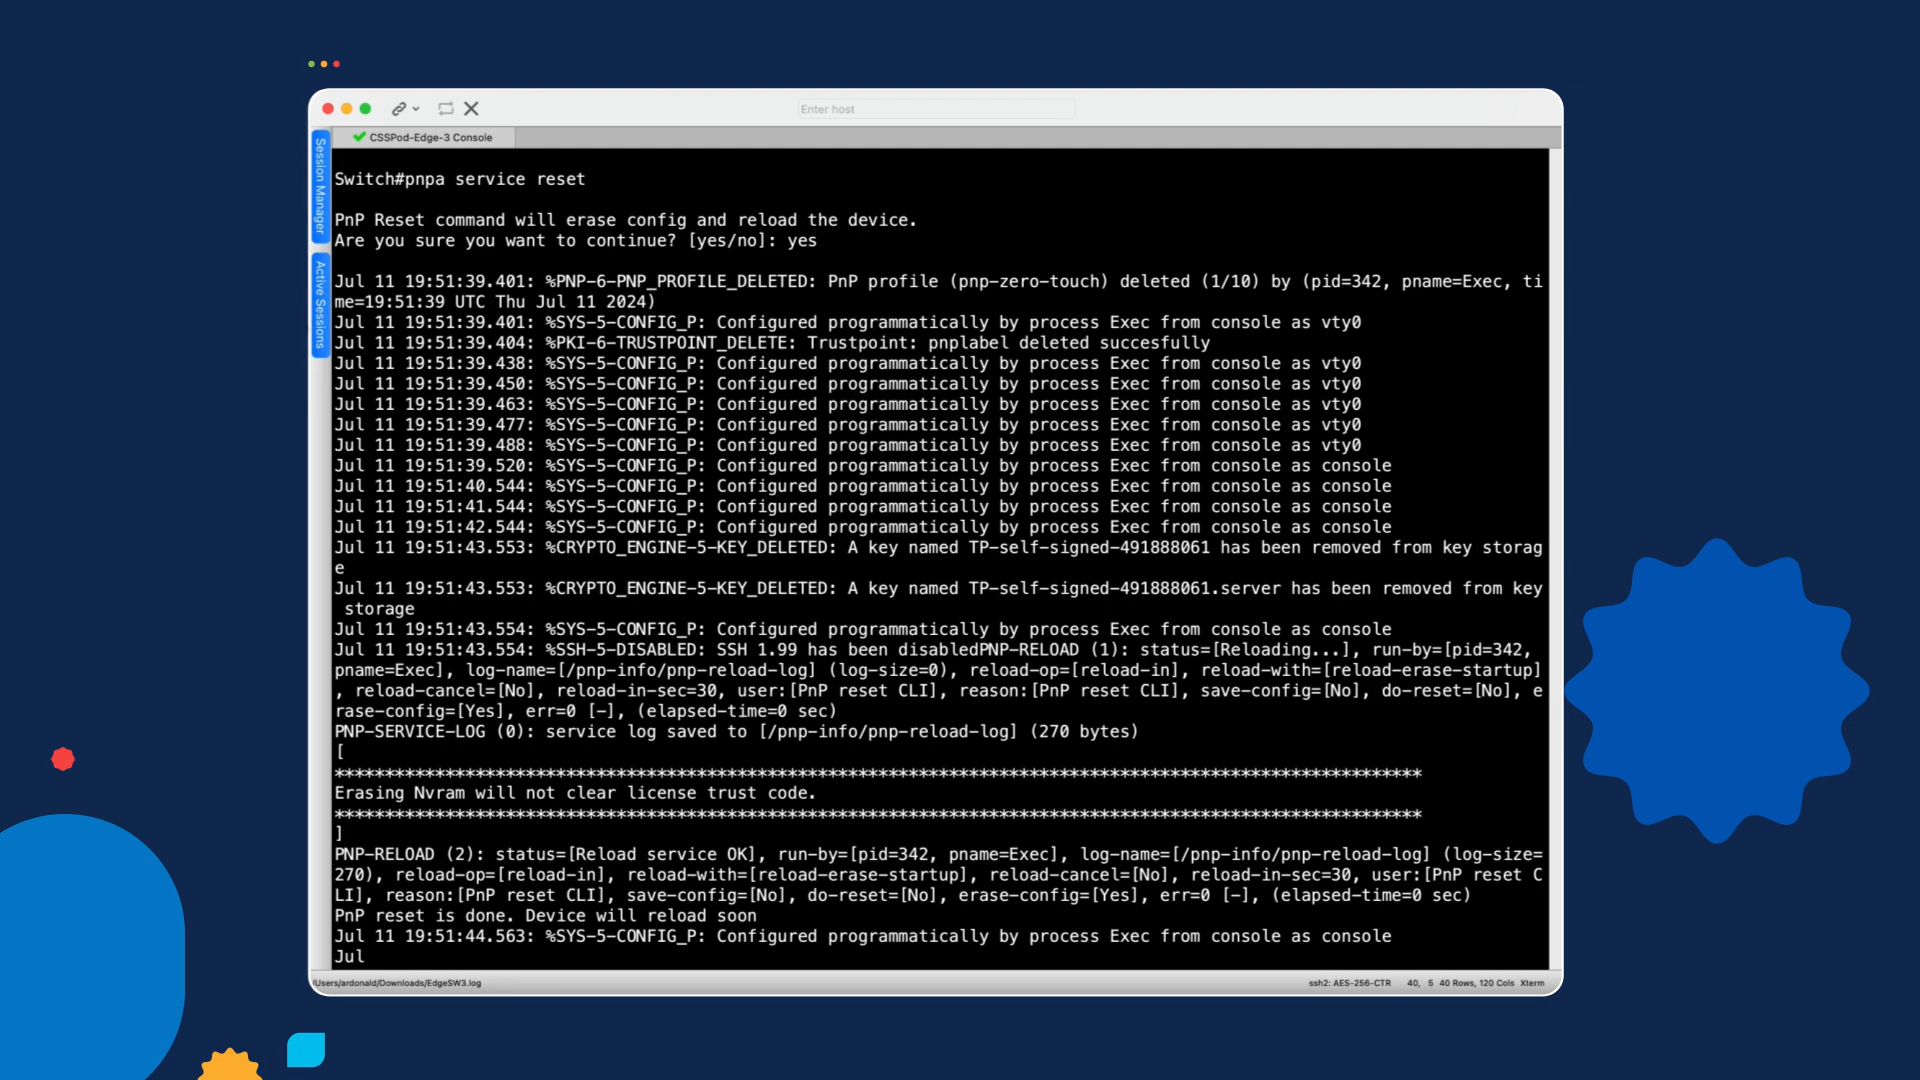 Enter host
CSSPod-Edge-3 Console
Session Manager
Active Sessions
Switch#pnpa service reset
PnP Reset command will erase config and reload the device.
Are you sure you want to continue? [yes/no]: yes
Jul 11 19:51:39.401: %PNP-6-PNP_PROFILE_DELETED: PnP profile (pnp-zero-touch) deleted (1/10) by (pid=342, pname=Exec, ti
me=19:51:39 UTC Thu Jul 11 2024)
Jul 11 19:51:39.401: %SYS-5-CONFIG_P: Configured programmatically by process Exec from console as vty0
Jul 11 19:51:39.404: %PKI-6-TRUSTPOINT_DELETE: Trustpoint: pnplabel deleted succesfully
Jul 11 19:51:39.438: %SYS-5-CONFIG_P: Configured programmatically by process Exec from console as vty0
Jul 11 19:51:39.450: %SYS-5-CONFIG_P: Configured programmatically by process Exec from console as vty0
Jul 11 19:51:39.463: %SYS-5-CONFIG_P: Configured programmatically by process Exec from console as vty0
Jul 11 19:51:39.477: %SYS-5-CONFIG_P: Configured programmatically by process Exec from console as vty0
Jul 11 19:51:39.488: %SYS-5-CONFIG_P: Configured programmatically by process Exec from console as vty0
Jul 11 19:51:39.520: %SYS-5-CONFIG_P: Configured programmatically by process Exec from console as console
Jul 11 19:51:40.544: %SYS-5-CONFIG_P: Configured programmatically by process Exec from console as console
Jul 11 19:51:41.544: %SYS-5-CONFIG_P: Configured programmatically by process Exec from console as console
Jul 11 19:51:42.544: %SYS-5-CONFIG_P: Configured programmatically by process Exec from console as console
Jul 11 19:51:43.553: %CRYPTO_ENGINE-5-KEY_DELETED: A key named TP-self-signed-491888061 has been removed from key storag
e
Jul 11 19:51:43.553: %CRYPTO_ENGINE-5-KEY_DELETED: A key named TP-self-signed-491888061.server has been removed from key
storage
Jul 11 19:51:43.554: %SYS-5-CONFIG_P: Configured programmatically by process Exec from console as console
Jul 11 19:51:43.554: %SSH-5-DISABLED: SSH 1.99 has been disabledPNP-RELOAD (1): status=[Reloading...], run-by=[pid=342,
pname=Exec], log-name=[/pnp-info/pnp-reload-log] (log-size=0), reload-op=[reload-in], reload-with=[reload-erase-startup]
, reload-cancel=[No], reload-in-sec=30, user:[PnP reset CLI], reason:[PnP reset CLI], save-config=[No], do-reset=[No], e
rase-config=[Yes], err=0 [-], (elapsed-time=0 sec)
PNP-SERVICE-LOG (0): service log saved to [/pnp-info/pnp-reload-log] (270 bytes)
[
************************************************************************************************************
Erasing Nvram will not clear license trust code.
************************************************************************************************************
]
PNP-RELOAD (2): status=[Reload service OK], run-by=[pid=342, pname=Exec], log-name=[/pnp-info/pnp-reload-log] (log-size=
270), reload-op=[reload-in], reload-with=[reload-erase-startup], reload-cancel=[No], reload-in-sec=30, user:[PnP reset C
LI], reason:[PnP reset CLI], save-config=[No], do-reset=[No], erase-config=[Yes], err=0 [-], (elapsed-time=0 sec)
PnP reset is done. Device will reload soon
Jul 11 19:51:44.563: %SYS-5-CONFIG_P: Configured programmatically by process Exec from console as console
Jul
/Users/ardonald/Downloads/EdgeSW3.log
ssh2: AES-256-CTR 40, 5 40 Rows, 120 Cols Xterm